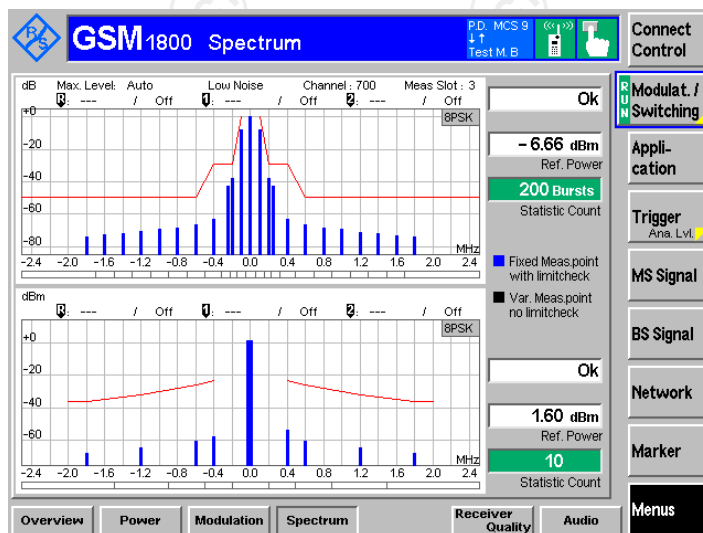 R/S
GSM 1800 Spectrum
P.D. MCS 9
↓↑
Test M. B
Connect
Control
dB Max. Level: Auto Low Noise Channel : 700 Meas Slot : 3
R : --- / Off 1 : --- / Off 2 : --- / Off
8PSK
+0
-20
-40
-60
-80
MHz
-2.4 -2.0 -1.6 -1.2 -0.8 -0.4 0.0 0.4 0.8 1.2 1.6 2.0 2.4
Ok
- 6.66 dBm
Ref. Power
200 Bursts
Statistic Count
Fixed Meas.point
with limitcheck
Var. Meas.point
no limitcheck
dBm
R : --- / Off 1 : --- / Off 2 : --- / Off
8PSK
+0
-20
-40
-60
MHz
-2.4 -2.0 -1.6 -1.2 -0.8 -0.4 0.0 0.4 0.8 1.2 1.6 2.0 2.4
Ok
1.60 dBm
Ref. Power
10
Statistic Count
RUN
Modulat. /
Switching
Appli-
cation
Trigger
Ana. Lvl.
MS Signal
BS Signal
Network
Marker
Menus
Overview Power Modulation Spectrum Receiver
Quality Audio